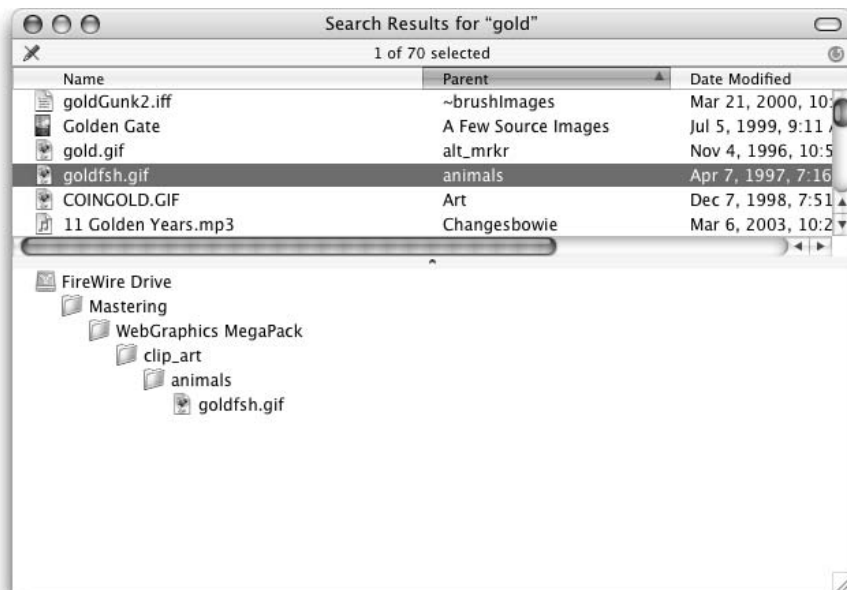 Search Results for “gold”
1 of 70 selected
Name Parent Date Modified
goldGunk2.iff ~brushImages Mar 21, 2000, 10:
Golden Gate A Few Source Images Jul 5, 1999, 9:11
gold.gif alt_mrkr Nov 4, 1996, 10:5
goldfsh.gif animals Apr 7, 1997, 7:16
COINGOLD.GIF Art Dec 7, 1998, 7:51
11 Golden Years.mp3 Changesbowie Mar 6, 2003, 10:2
FireWire Drive
Mastering
WebGraphics MegaPack
clip_art
animals
goldfsh.gif